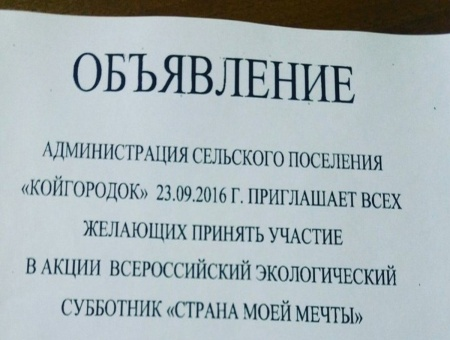 ОБЪЯВЛЕНИЕ
АДМИНИСТРАЦИЯ СЕЛЬСКОГО ПОСЕЛЕНИЯ
«КОЙГОРОДОК» 23.09.2016 Г. ПРИГЛАШАЕТ ВСЕХ
ЖЕЛАЮЩИХ ПРИНЯТЬ УЧАСТИЕ
В АКЦИИ ВСЕРОССИЙСКИЙ ЭКОЛОГИЧЕСКИЙ
СУББОТНИК «СТРАНА МОЕЙ МЕЧТЫ»